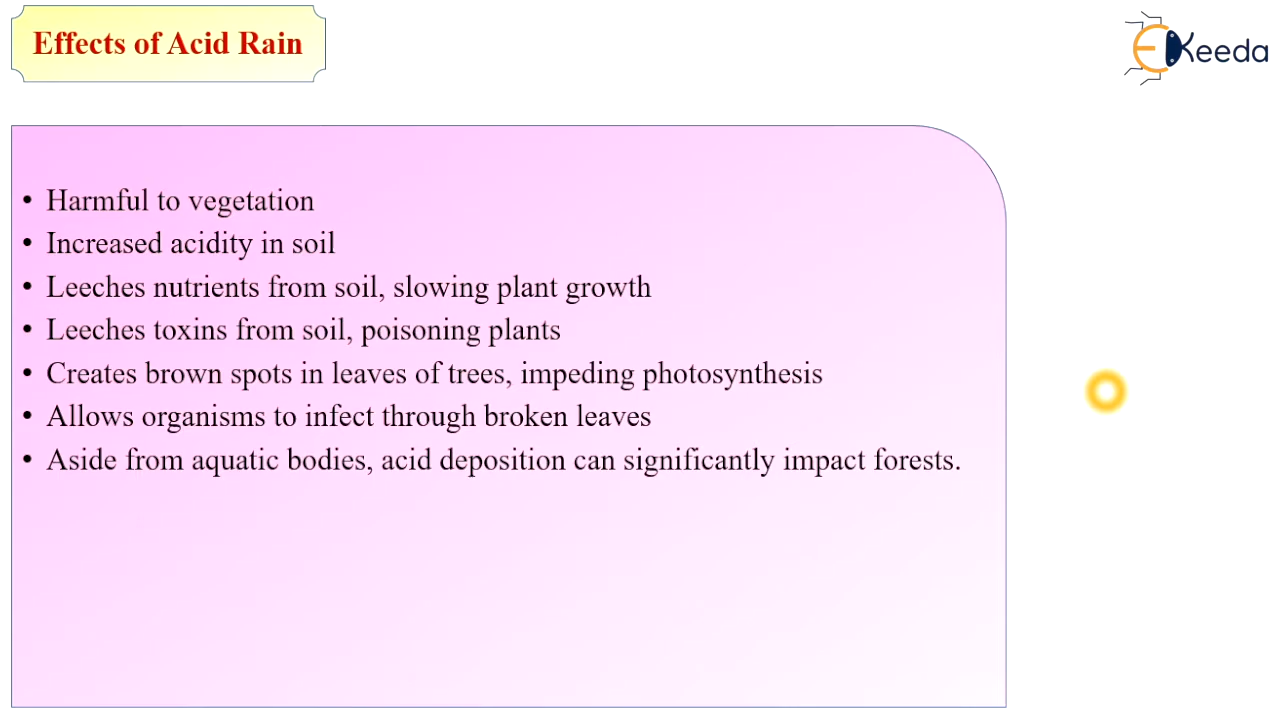 Effects of Acid Rain
EKeeda
• Harmful to vegetation
• Increased acidity in soil
• Leeches nutrients from soil, slowing plant growth
• Leeches toxins from soil, poisoning plants
• Creates brown spots in leaves of trees, impeding photosynthesis
• Allows organisms to infect through broken leaves
• Aside from aquatic bodies, acid deposition can significantly impact forests.